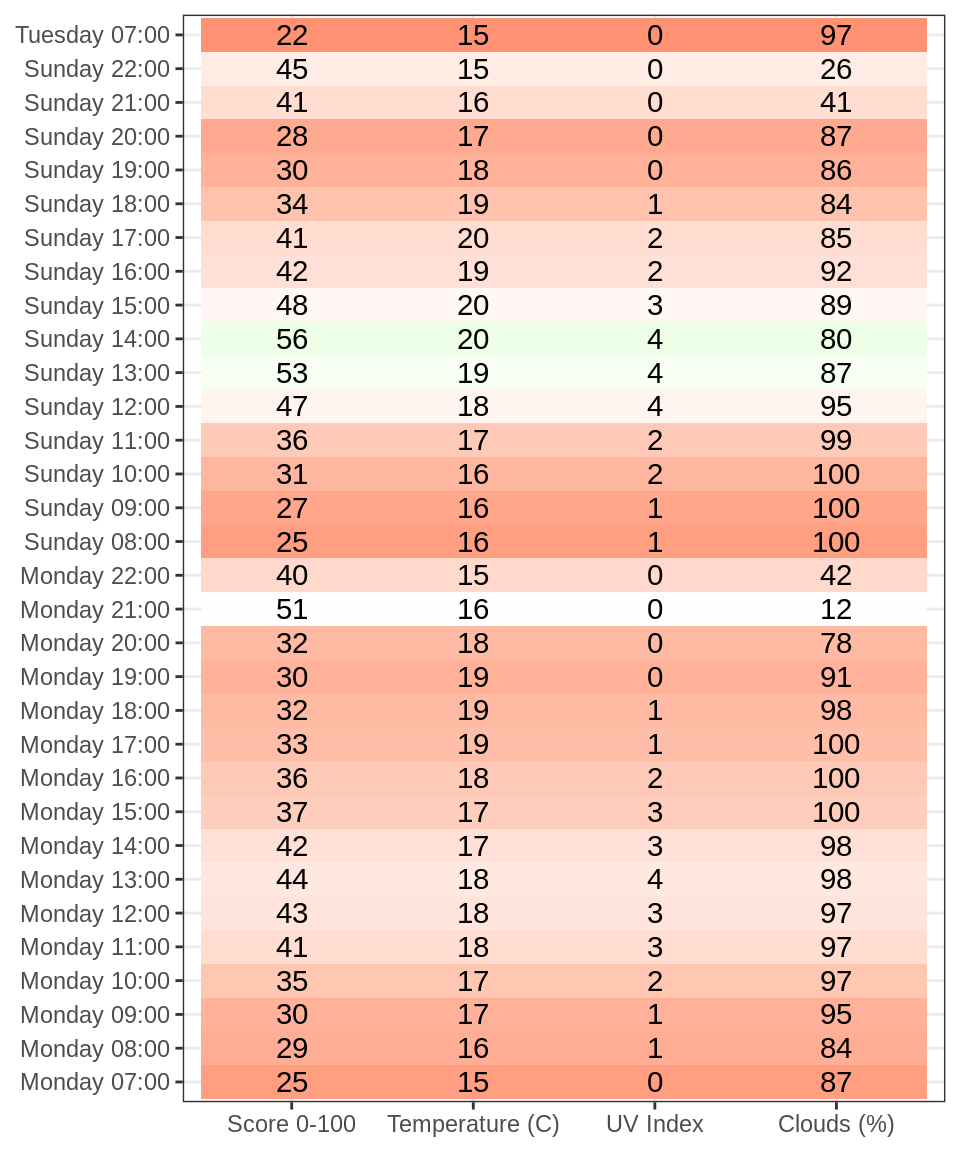 Tuesday 07:00 22 15 0 97
Sunday 22:00 45 15 0 26
Sunday 21:00 41 16 0 41
Sunday 20:00 28 17 0 87
Sunday 19:00 30 18 0 86
Sunday 18:00 34 19 1 84
Sunday 17:00 41 20 2 85
Sunday 16:00 42 19 2 92
Sunday 15:00 48 20 3 89
Sunday 14:00 56 20 4 80
Sunday 13:00 53 19 4 87
Sunday 12:00 47 18 4 95
Sunday 11:00 36 17 2 99
Sunday 10:00 31 16 2 100
Sunday 09:00 27 16 1 100
Sunday 08:00 25 16 1 100
Monday 22:00 40 15 0 42
Monday 21:00 51 16 0 12
Monday 20:00 32 18 0 78
Monday 19:00 30 19 0 91
Monday 18:00 32 19 1 98
Monday 17:00 33 19 1 100
Monday 16:00 36 18 2 100
Monday 15:00 37 17 3 100
Monday 14:00 42 17 3 98
Monday 13:00 44 18 4 98
Monday 12:00 43 18 3 97
Monday 11:00 41 18 3 97
Monday 10:00 35 17 2 97
Monday 09:00 30 17 1 95
Monday 08:00 29 16 1 84
Monday 07:00 25 15 0 87
Score 0-100 Temperature (C) UV Index Clouds (%)